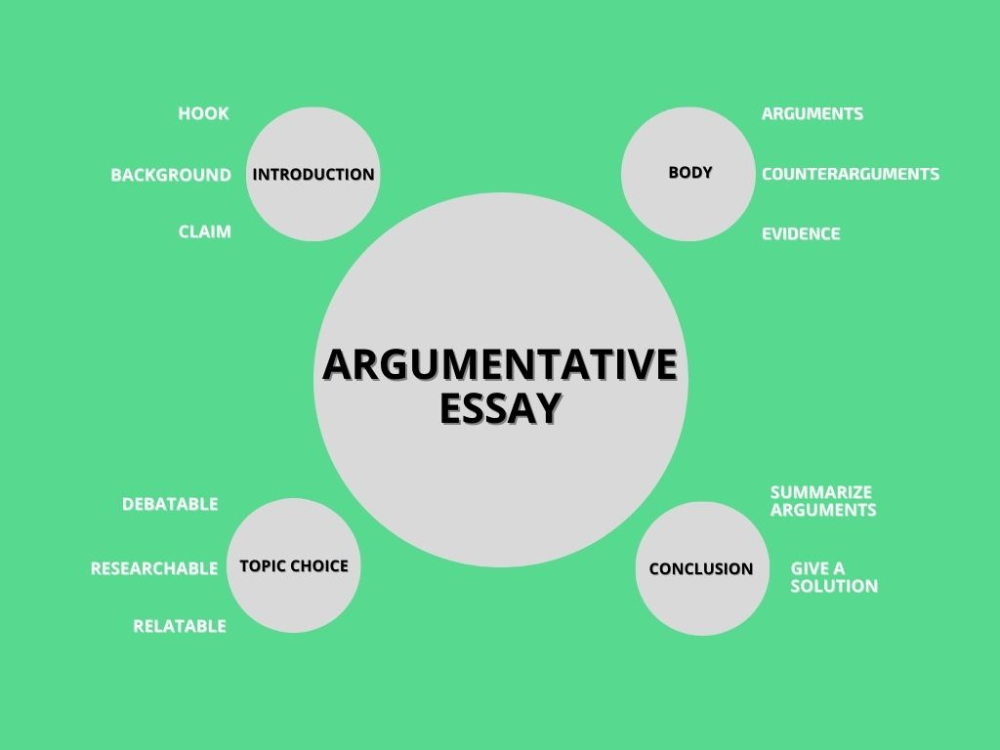 HOOK
BACKGROUND
CLAIM
INTRODUCTION
BODY
ARGUMENTS
COUNTERARGUMENTS
EVIDENCE
ARGUMENTATIVE
ESSAY
DEBATABLE
RESEARCHABLE
RELATABLE
TOPIC CHOICE
CONCLUSION
SUMMARIZE
ARGUMENTS
GIVE A
SOLUTION